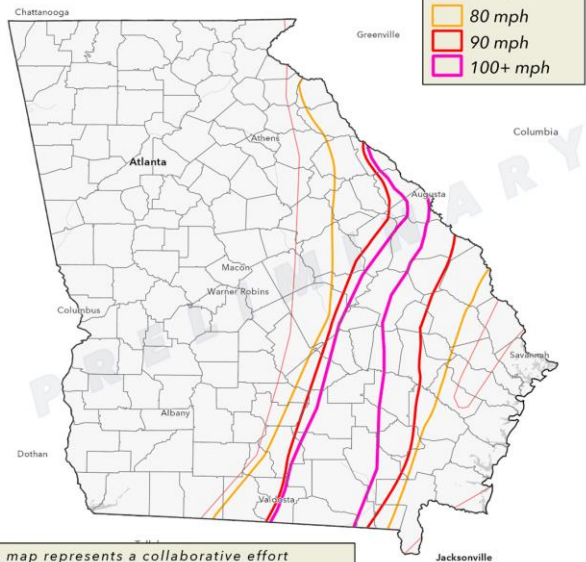 Chattanooga
Greenville
80 mph
90 mph
100+ mph
Columbia
Athens
Atlanta
Augusta
PRELIMINARY
Macon
Warner Robins
Columbus
Savannah
Albany
Dothan
Valdosta
map represents a collaborative effort
Jacksonville